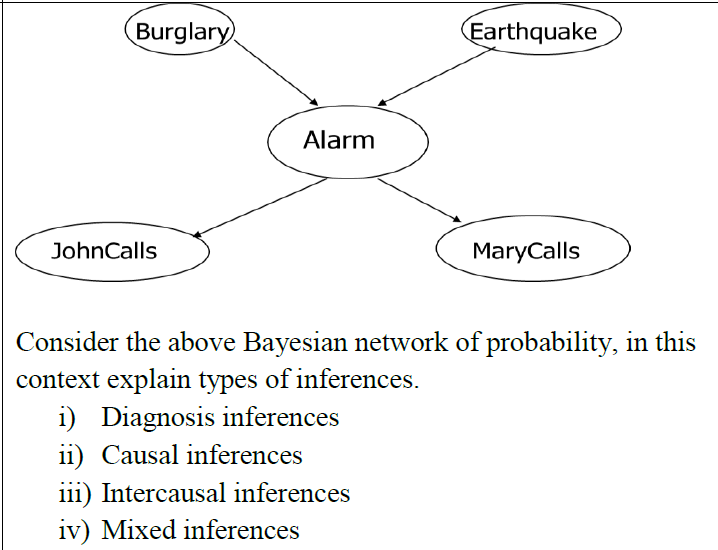 Burglary
Earthquake
Alarm
JohnCalls
MaryCalls
Consider the above Bayesian network of probability, in this
context explain types of inferences.
i) Diagnosis inferences
ii) Causal inferences
iii) Intercausal inferences
iv) Mixed inferences